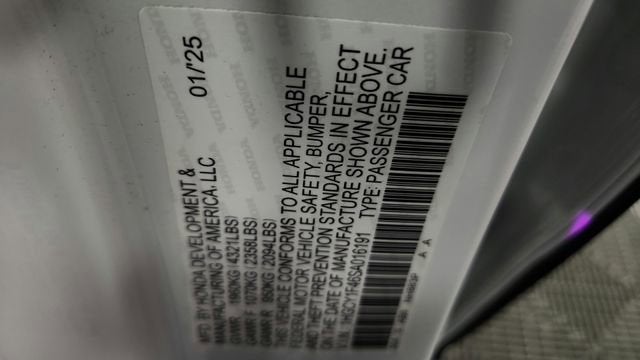 MFD BY HONDA DEVELOPMENT &
MANUFACTURING OF AMERICA, LLC
01/'25
GVWR 1960KG (4321LBS)
GAWR F 1070KG (2358LBS)
GAWR R 950KG (2094LBS)
THIS VEHICLE CONFORMS TO ALL APPLICABLE
FEDERAL MOTOR VEHICLE SAFETY, BUMPER,
AND THEFT PREVENTION STANDARDS IN EFFECT
ON THE DATE OF MANUFACTURE SHOWN ABOVE.
V.I.N. 1HGCY1F46SA016191 TYPE: PASSENGER CAR
A A